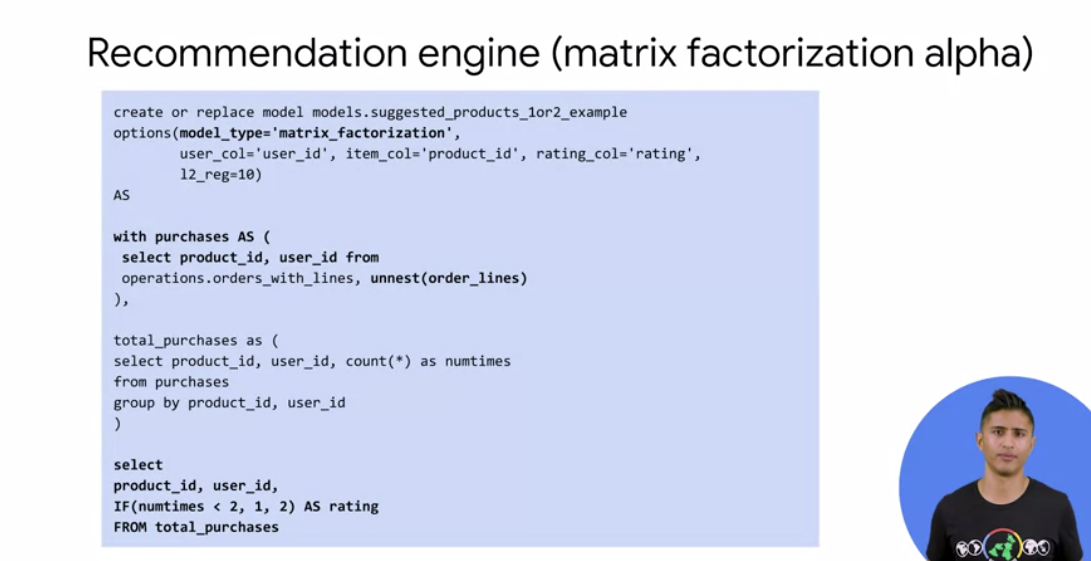 Recommendation engine (matrix factorization alpha)
create or replace model models.suggested_products_1or2_example
options(model_type='matrix_factorization',
user_col='user_id', item_col='product_id', rating_col='rating',
l2_reg=10)
AS
with purchases AS (
select product_id, user_id from
operations.orders_with_lines, unnest(order_lines)
),
total_purchases as (
select product_id, user_id, count(*) as numtimes
from purchases
group by product_id, user_id
)
select
product_id, user_id,
IF(numtimes < 2, 1, 2) AS rating
FROM total_purchases